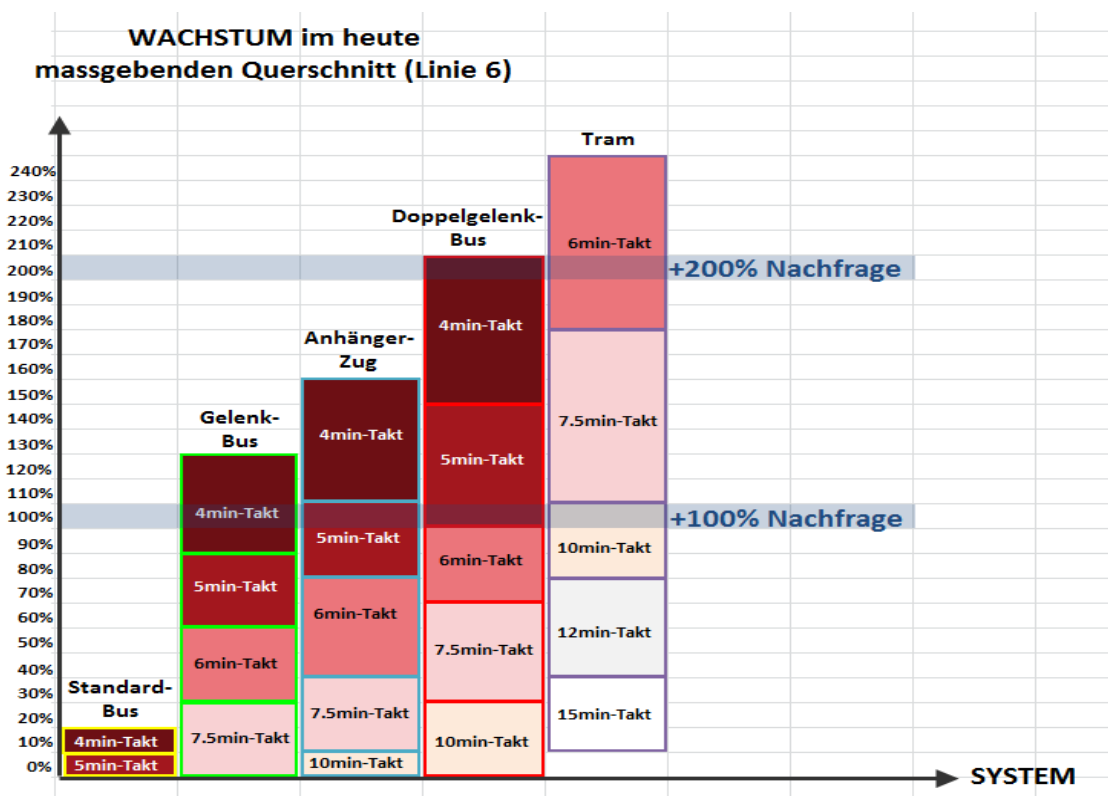 WACHSTUM im heute
massgebenden Querschnitt (Linie 6)
240%
230%
220%
210%
200%
190%
180%
170%
160%
150%
140%
130%
120%
110%
100%
90%
80%
70%
60%
50%
40%
30%
20%
10%
0%
Standard-
Bus
4min-Takt
5min-Takt
Gelenk-
Bus
4min-Takt
5min-Takt
6min-Takt
7.5min-Takt
Anhänger-
Zug
4min-Takt
5min-Takt
6min-Takt
7.5min-Takt
10min-Takt
Doppelgelenk-
Bus
4min-Takt
5min-Takt
6min-Takt
7.5min-Takt
10min-Takt
Tram
6min-Takt
7.5min-Takt
10min-Takt
12min-Takt
15min-Takt
+200% Nachfrage
+100% Nachfrage
SYSTEM